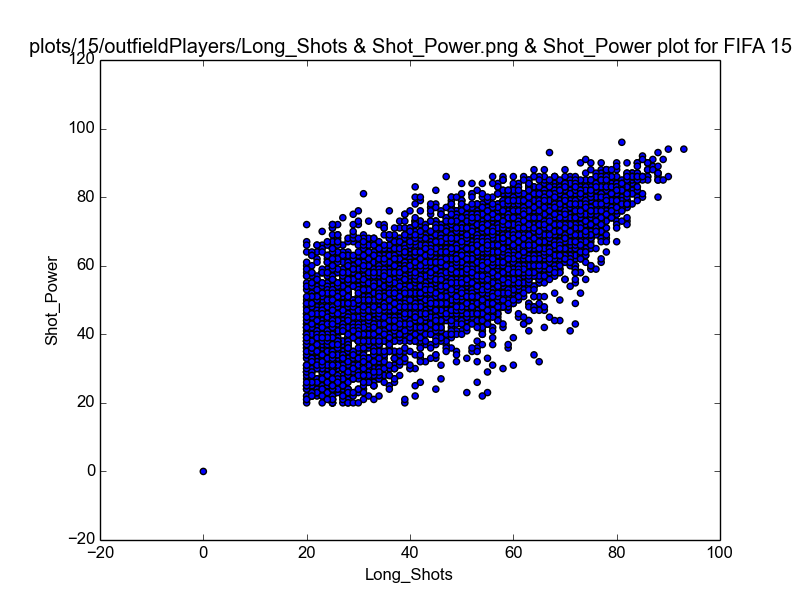 plots/15/outfieldPlayers/Long_Shots & Shot_Power.png & Shot_Power plot for FIFA 15
120
100
80
60
40
20
0
−20
−20 0 20 40 60 80 100
Shot_Power
Long_Shots